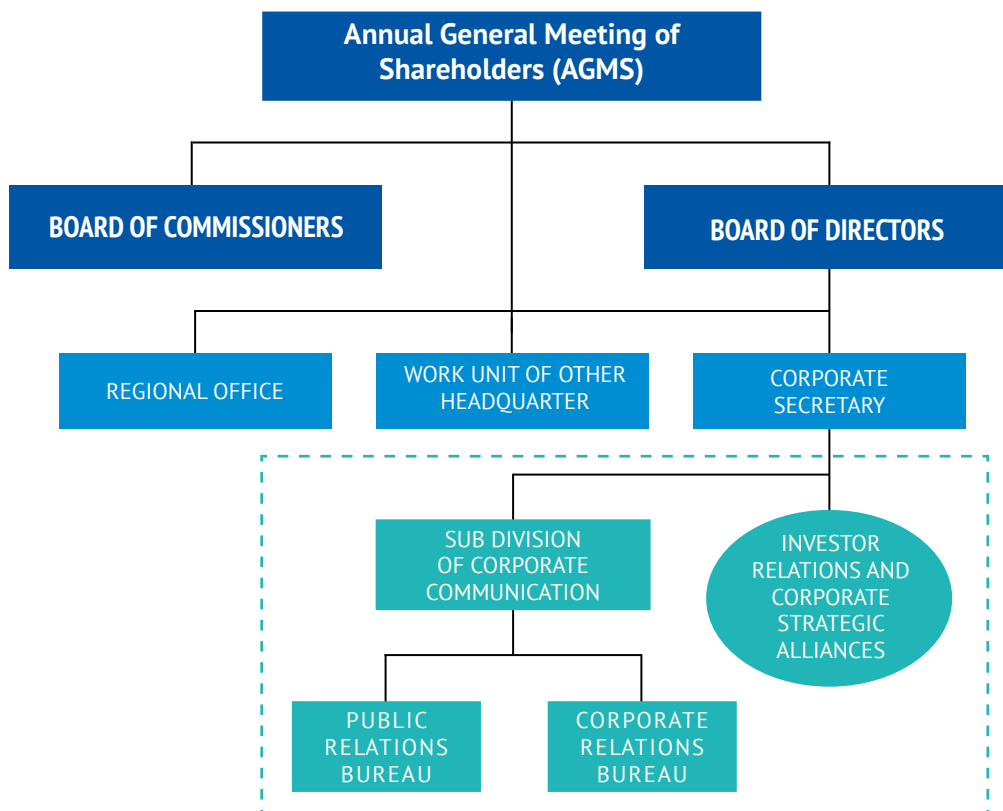 Annual General Meeting of
Shareholders (AGMS)
BOARD OF COMMISSIONERS
BOARD OF DIRECTORS
REGIONAL OFFICE
WORK UNIT OF OTHER
HEADQUARTER
CORPORATE
SECRETARY
SUB DIVISION
OF CORPORATE
COMMUNICATION
INVESTOR
RELATIONS AND
CORPORATE
STRATEGIC
ALLIANCES
PUBLIC
RELATIONS
BUREAU
CORPORATE
RELATIONS
BUREAU